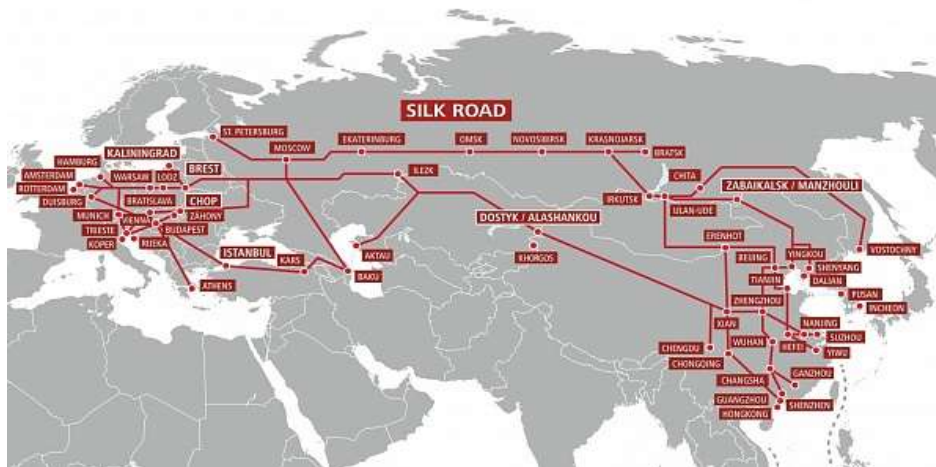 SILK ROAD
ST. PETERSBURG
MOSCOW
EKATERINBURG
OMSK
NOVOSIBIRSK
KRASNOJARSK
BRATSK
KALININGRAD
HAMBURG
AMSTERDAM
ROTTERDAM
DUISBURG
WARSAW
LODZ
BREST
ILEZK
CHITA
ZABAIKALSK / MANZHOULI
IRKUTSK
ULAN-UDE
BRATISLAVA
CHOP
MUNICH
VIENNA
ZÁHONY
TRIESTE
BUDAPEST
KOPER
RIJEKA
DOSTYK / ALASHANKOU
ISTANBUL
KARS
ATHENS
BAKU
AKTAU
KHORGOS
ERENHOT
BEIJING
YINGKOU
VOSTOCHNY
TIANJIN
SHENYANG
DALIAN
PUSAN
INCHEON
ZHENGZHOU
XIAN
NANJING
SUZHOU
WUHAN
HEFEI
YIWU
CHENGDU
CHONGQING
GANZHOU
CHANGSHA
GUANGZHOU
SHENZHEN
HONGKONG